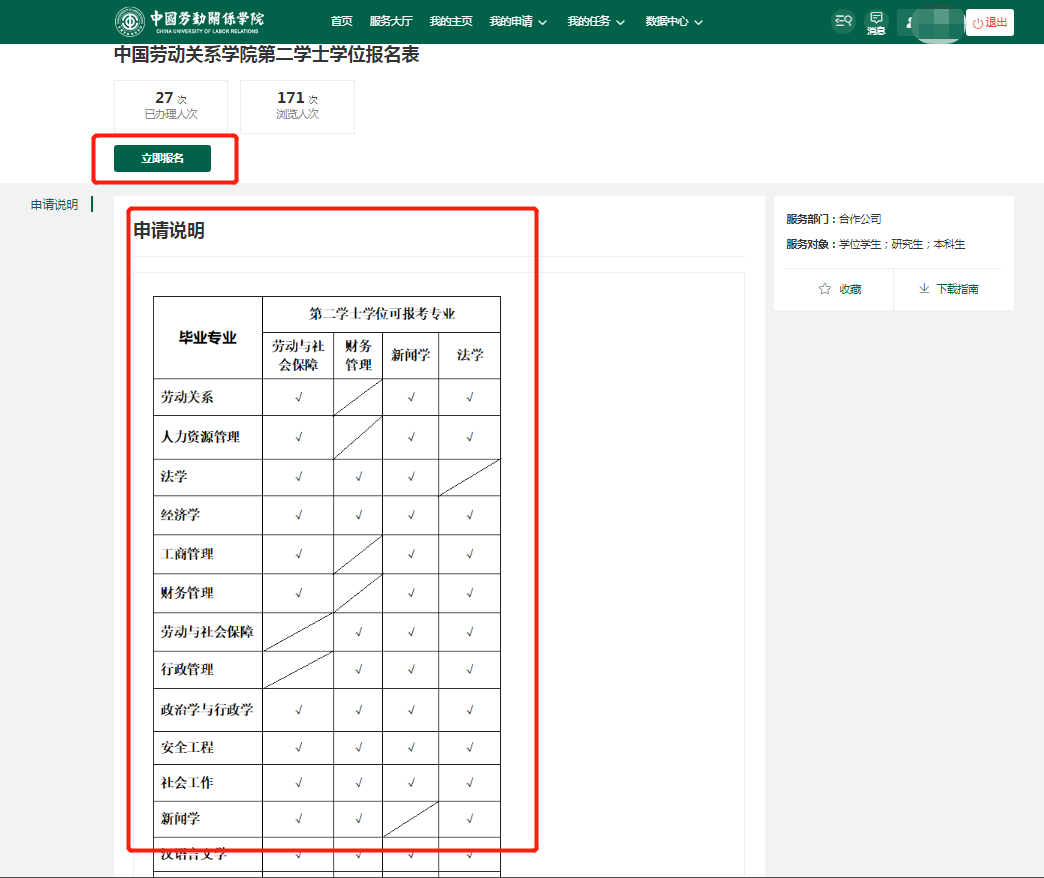 中國劳動關係学院
CHINA UNIVERSITY OF LABOR RELATIONS
首页 服务大厅 我的主页 我的申请 我的任务 数据中心 消息 退出
中国劳动关系学院第二学士学位报名表
27 次 171 次
已办理人次 浏览人次
立即报名
申请说明
申请说明
服务部门：合作公司
服务对象：学位学生；研究生；本科生
收藏 下载指南
毕业专业 第二学士学位可报考专业
劳动与社会保障 财务管理 新闻学 法学
劳动关系 √ √ √
人力资源管理 √ √ √
法学 √ √ √
经济学 √ √ √ √
工商管理 √ √ √
财务管理 √ √ √
劳动与社会保障 √ √ √
行政管理 √ √ √
政治学与行政学 √ √ √ √
安全工程 √ √ √ √
社会工作 √ √ √ √
新闻学 √ √ √
汉语言文学 √ √ √ √